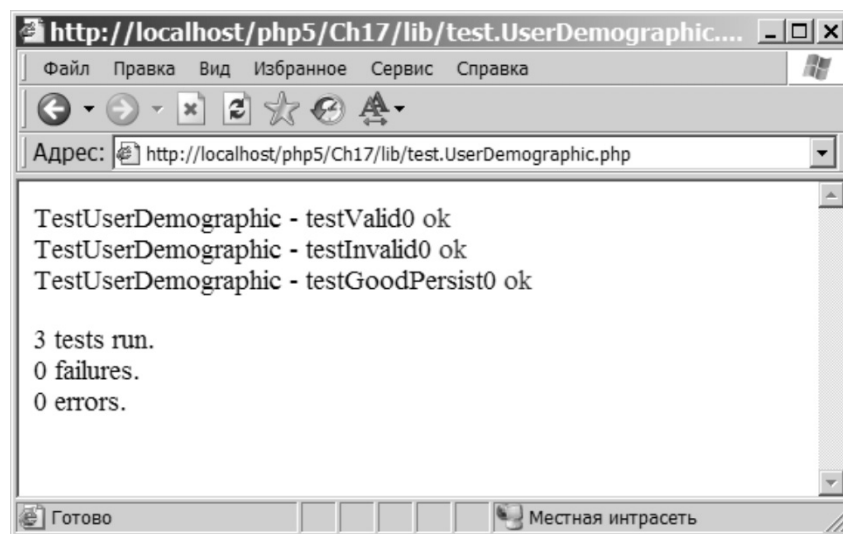 http://localhost/php5/Ch17/lib/test.UserDemographic....
Файл Правка Вид Избранное Сервис Справка
Адрес: http://localhost/php5/Ch17/lib/test.UserDemographic.php
TestUserDemographic - testValid0 ok
TestUserDemographic - testInvalid0 ok
TestUserDemographic - testGoodPersist0 ok
3 tests run.
0 failures.
0 errors.
Готово Местная интрасеть